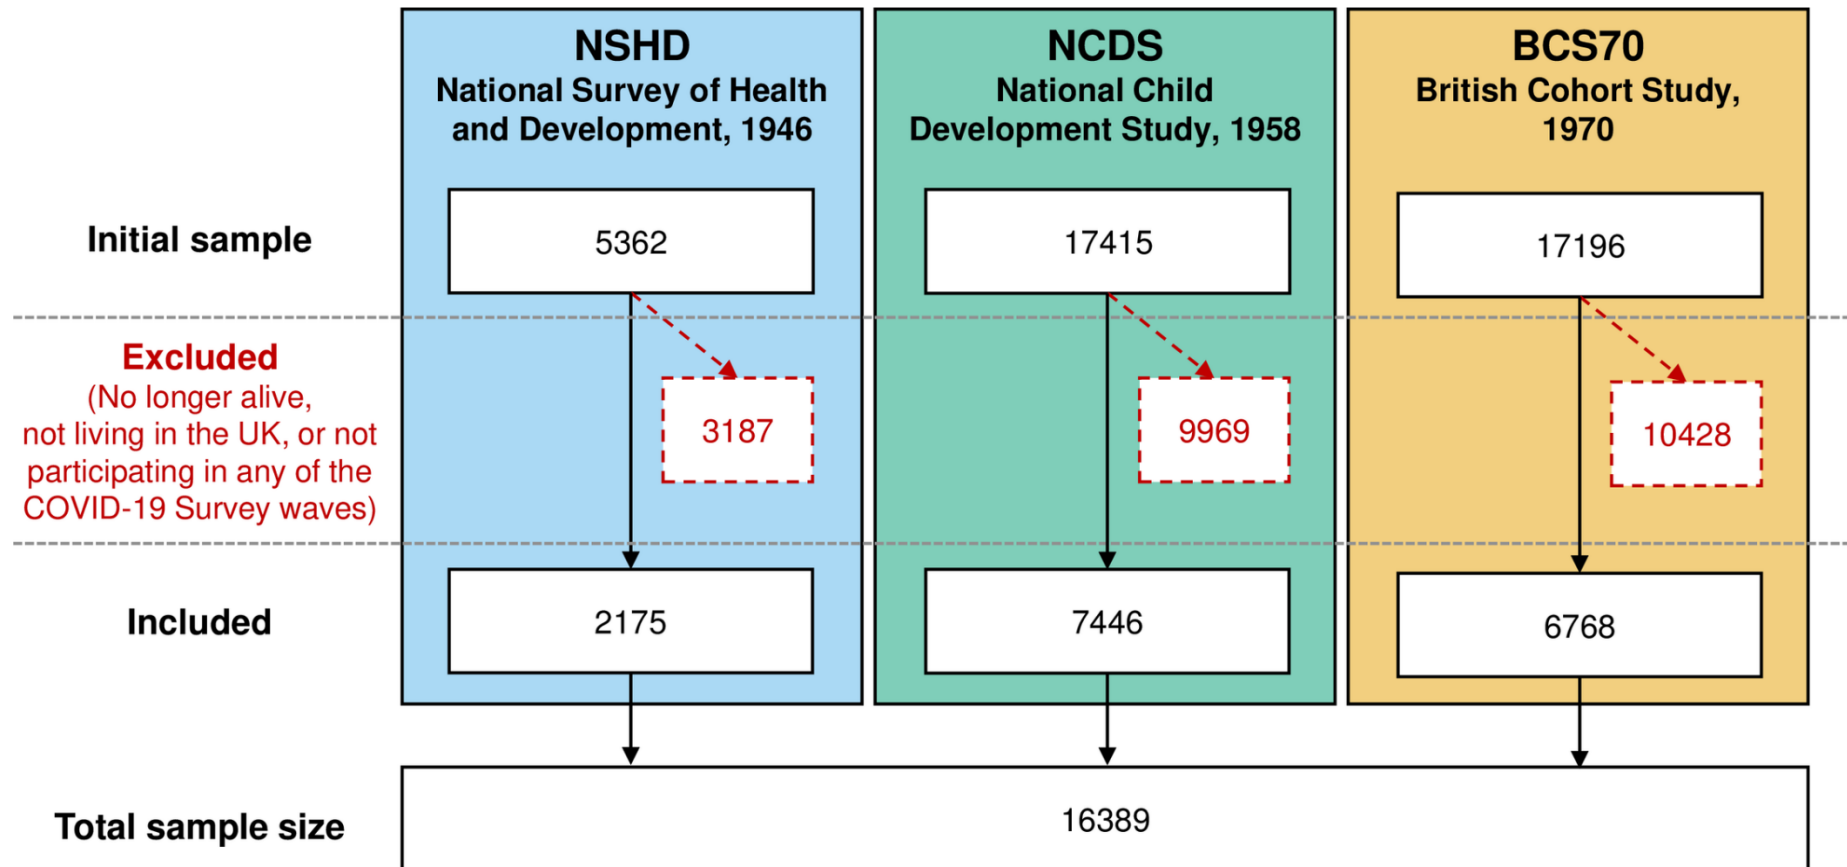 NSHD
National Survey of Health
and Development, 1946
NCDS
National Child
Development Study, 1958
BCS70
British Cohort Study,
1970
Initial sample
5362
17415
17196
Excluded
(No longer alive,
not living in the UK, or not
participating in any of the
COVID-19 Survey waves)
3187
9969
10428
Included
2175
7446
6768
Total sample size
16389